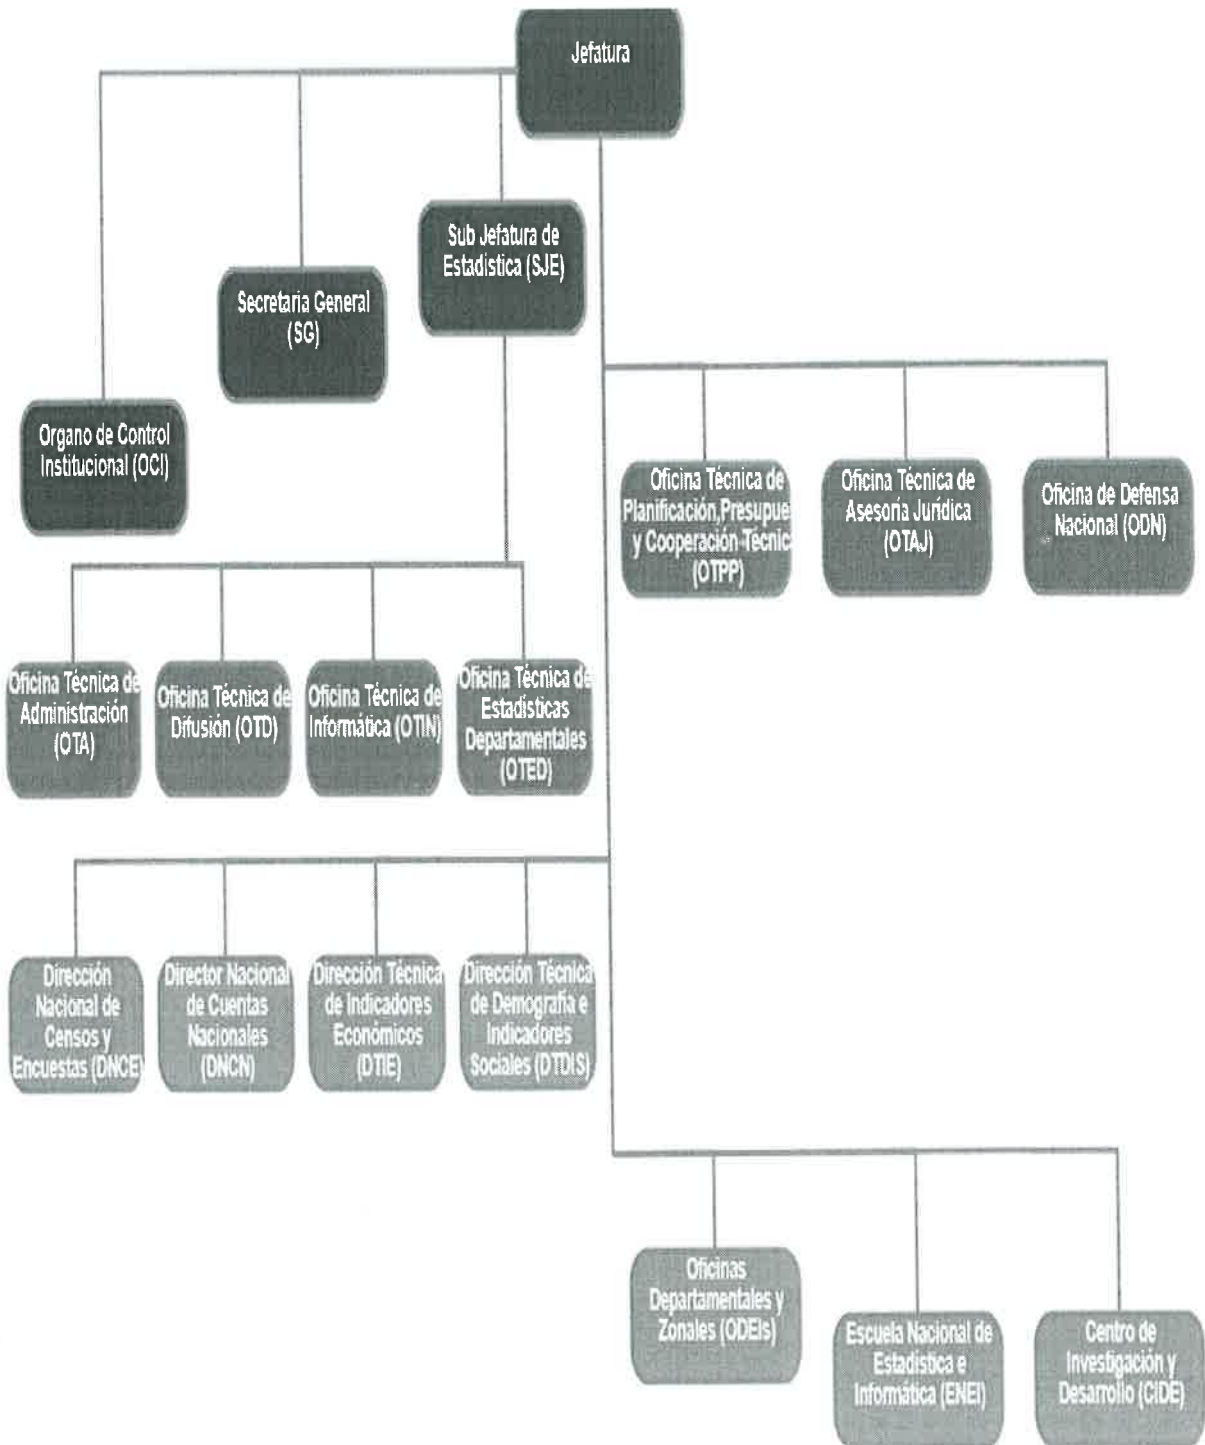 Jefatura
Sub Jefatura de
Estadística (SJE)
Secretaria General
(SG)
Organo de Control
Institucional (OCI)
Oficina Técnica de
Planificación,Presupue
y Cooperación Técnic
(OTPP)
Oficina Técnica de
Asesoría Jurídica
(OTAJ)
Oficina de Defensa
Nacional (ODN)
Oficina Técnica de
Administración
(OTA)
Oficina Técnica de
Difusión (OTD)
Oficina Técnica de
Informática (OTIN)
Oficina Técnica de
Estadísticas
Departamentales
(OTED)
Dirección
Nacional de
Censos y
Encuestas (DNCE)
Director Nacional
de Cuentas
Nacionales
(DNCN)
Dirección Técnica
de Indicadores
Económicos
(DTIE)
Dirección Técnica
de Demografía e
Indicadores
Sociales (DTDIS)
Oficinas
Departamentales y
Zonales (ODEIs)
Escuela Nacional de
Estadística e
Informática (ENEI)
Centro de
Investigación y
Desarrollo (CIDE)